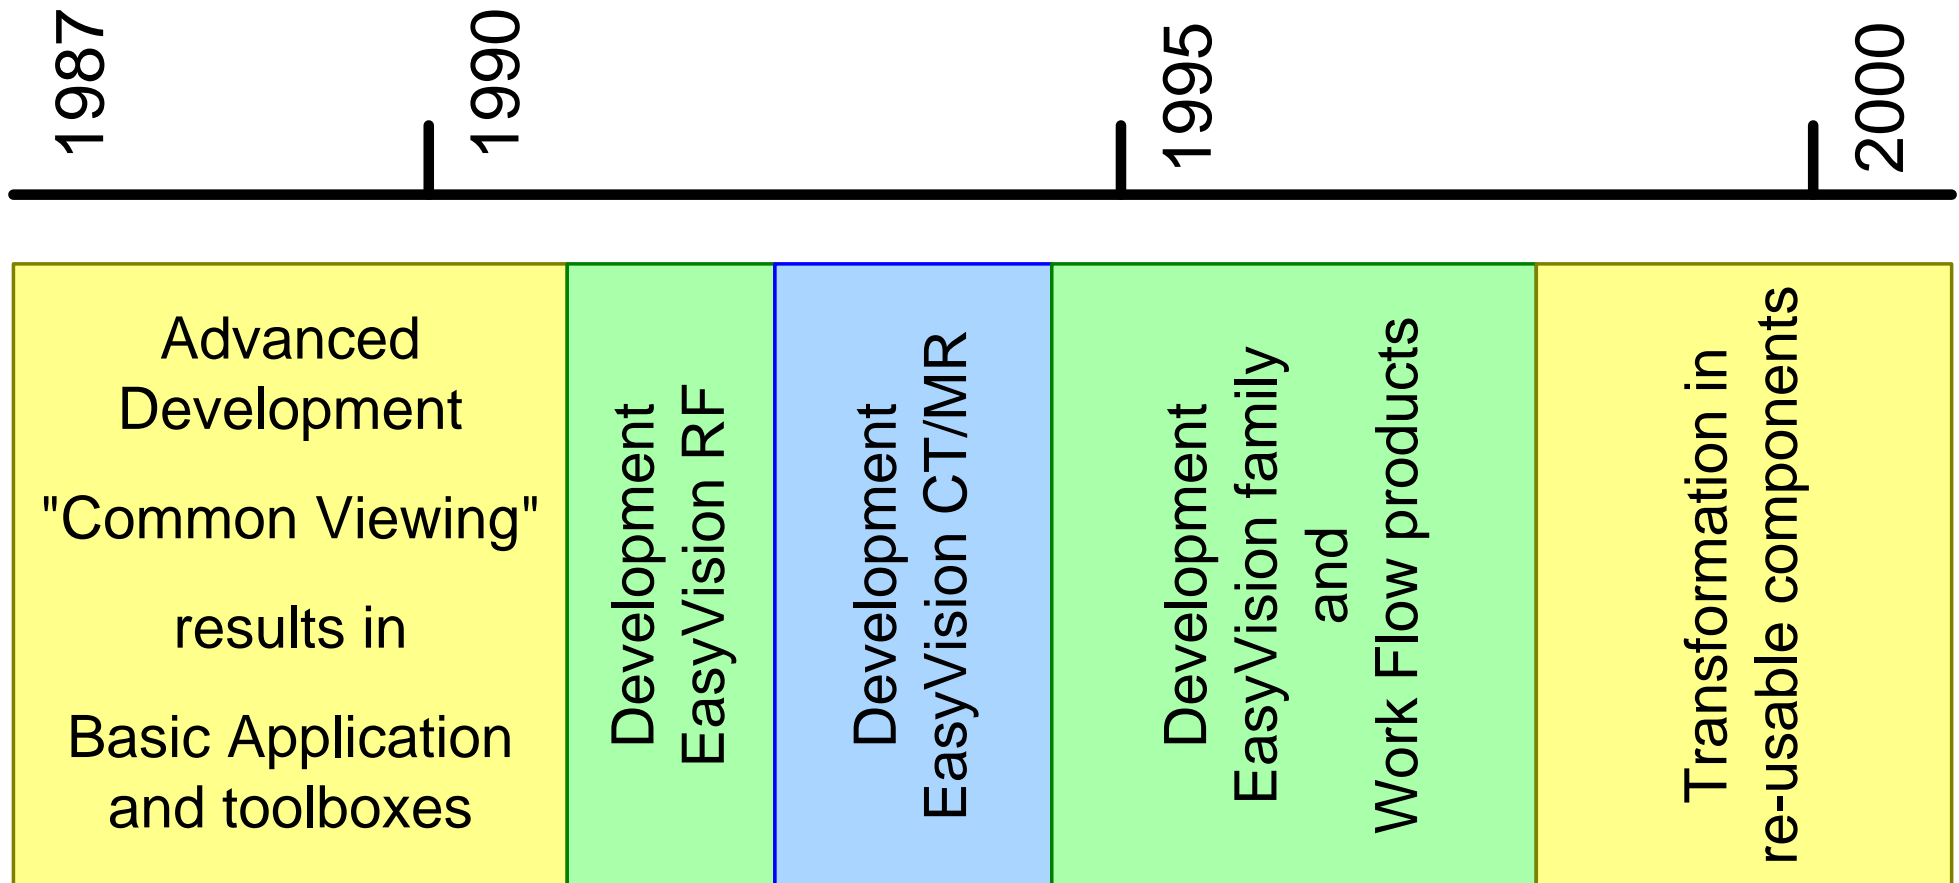 1987
1990
1995
2000
Advanced
Development
"Common Viewing"
results in
Basic Application
and toolboxes
Development
EasyVision RF
Development
EasyVision CT/MR
Development
EasyVision family
and
Work Flow products
Transformation in
re-usable components